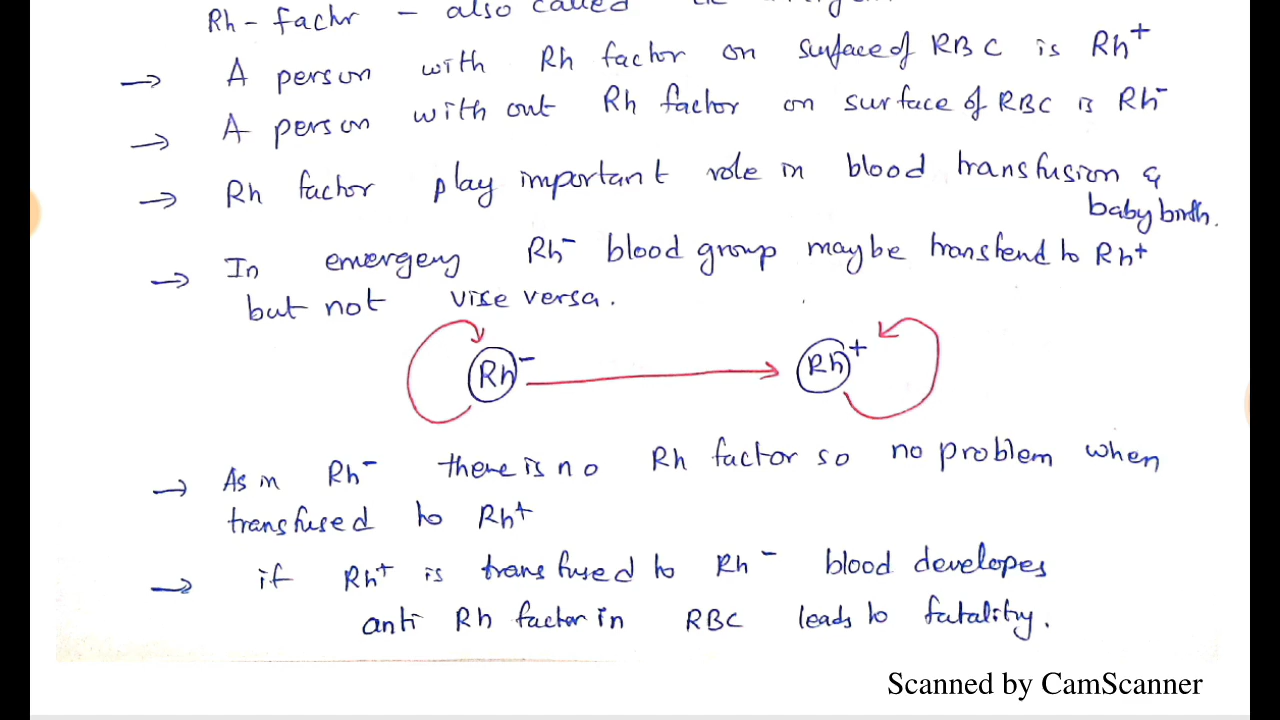 Rh - factor - also called
→ A person with Rh factor on surface of RBC is Rh+
→ A person with out Rh factor on surface of RBC is Rh-
→ Rh factor play important role in blood transfusion &
baby birth.
→ In emergency Rh- blood group maybe transfend to Rh+
but not vise versa.
Rh- Rh+
→ As in Rh- there is no Rh factor so no problem when
transfused to Rh+
→ if Rh+ is transfused to Rh- blood developes
anti Rh factor in RBC leads to fatality.
Scanned by CamScanner